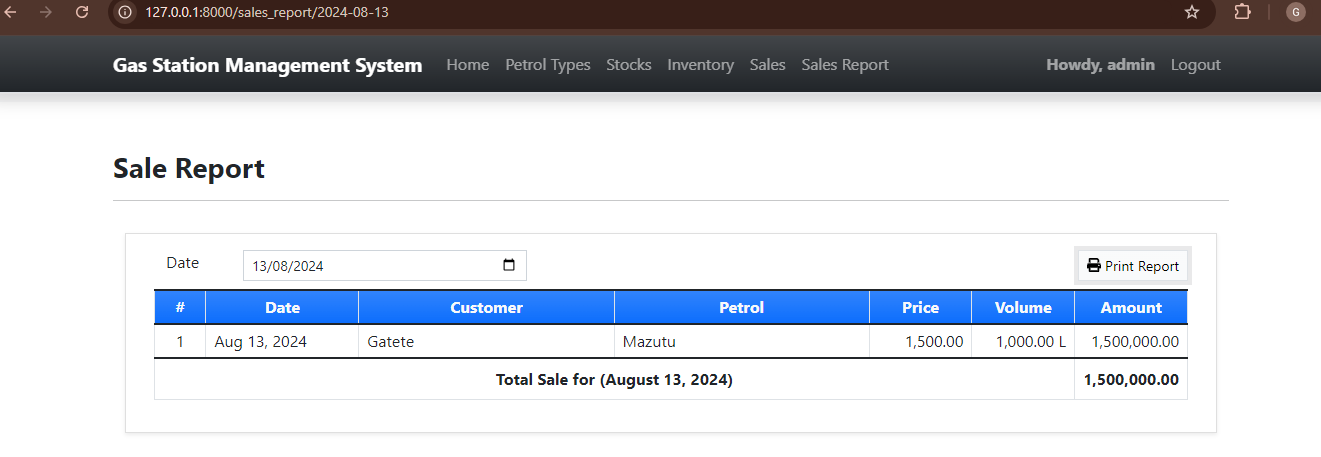 127.0.0.1:8000/sales_report/2024-08-13
G
Gas Station Management System Home Petrol Types Stocks Inventory Sales Sales Report Howdy, admin Logout
Sale Report
Date 13/08/2024 Print Report
# Date Customer Petrol Price Volume Amount
1 Aug 13, 2024 Gatete Mazutu 1,500.00 1,000.00 L 1,500,000.00
Total Sale for (August 13, 2024) 1,500,000.00